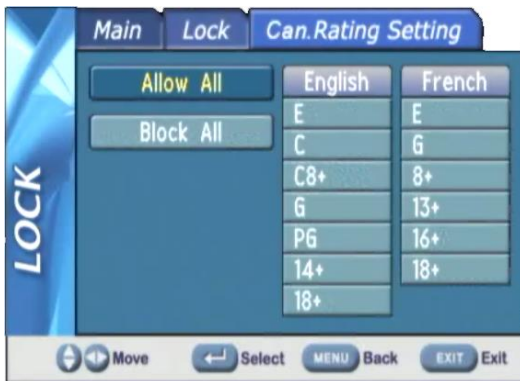 Main Lock Can.Rating Setting
LOCK
Allow All
Block All
English
E
C
C8+
G
PG
14+
18+
French
E
G
8+
13+
16+
18+
Move Select MENU Back EXIT Exit